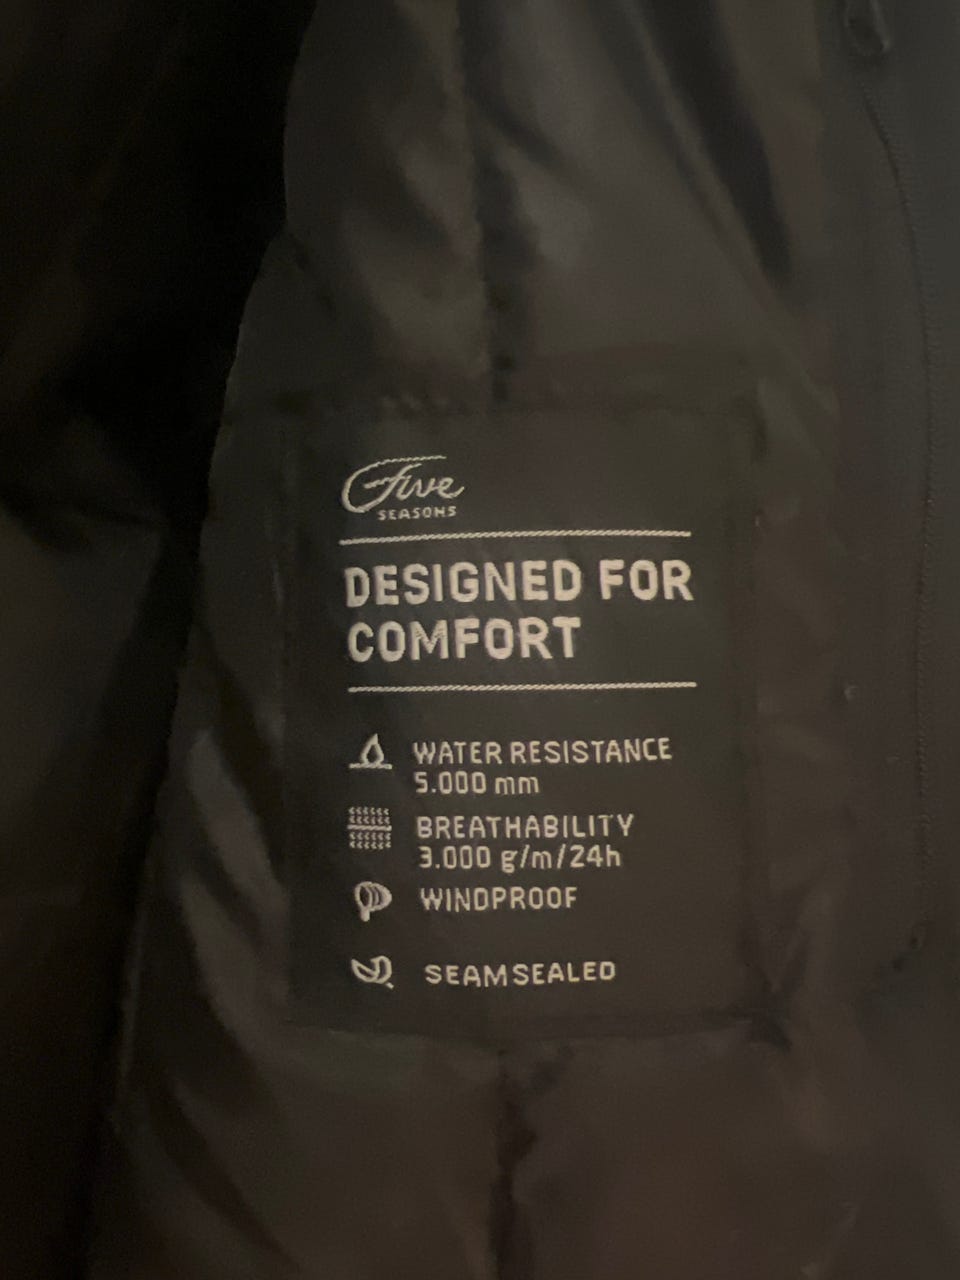 Five
SEASONS
DESIGNED FOR
COMFORT
WATER RESISTANCE
5.000 mm
BREATHABILITY
3.000 g/m/24h
WINDPROOF
SEAMSEALED